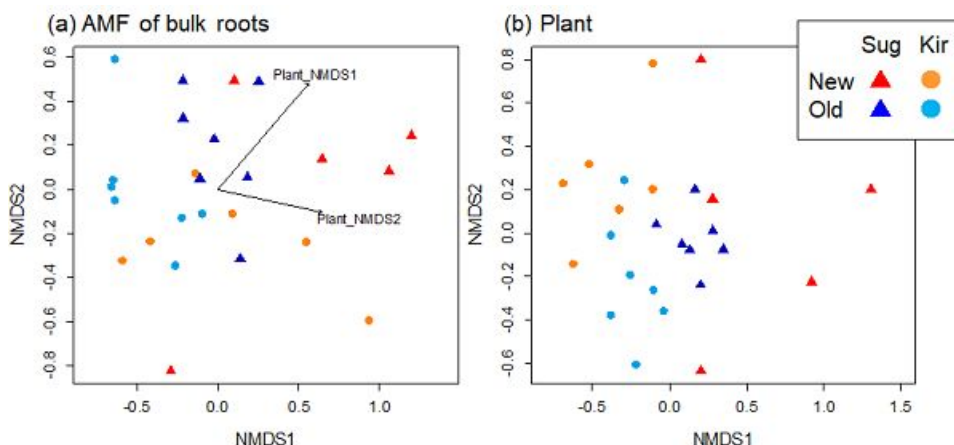 (a) AMF of bulk roots
(b) Plant
Sug Kir
New
Old
Plant_NMDS1
Plant_NMDS2
NMDS2
0.6
0.4
0.2
0.0
-0.2
-0.4
-0.6
-0.8
-0.5 0.0 0.5 1.0
NMDS1
NMDS2
0.8
0.6
0.4
0.2
0.0
-0.2
-0.4
-0.6
-0.5 0.0 0.5 1.0 1.5
NMDS1